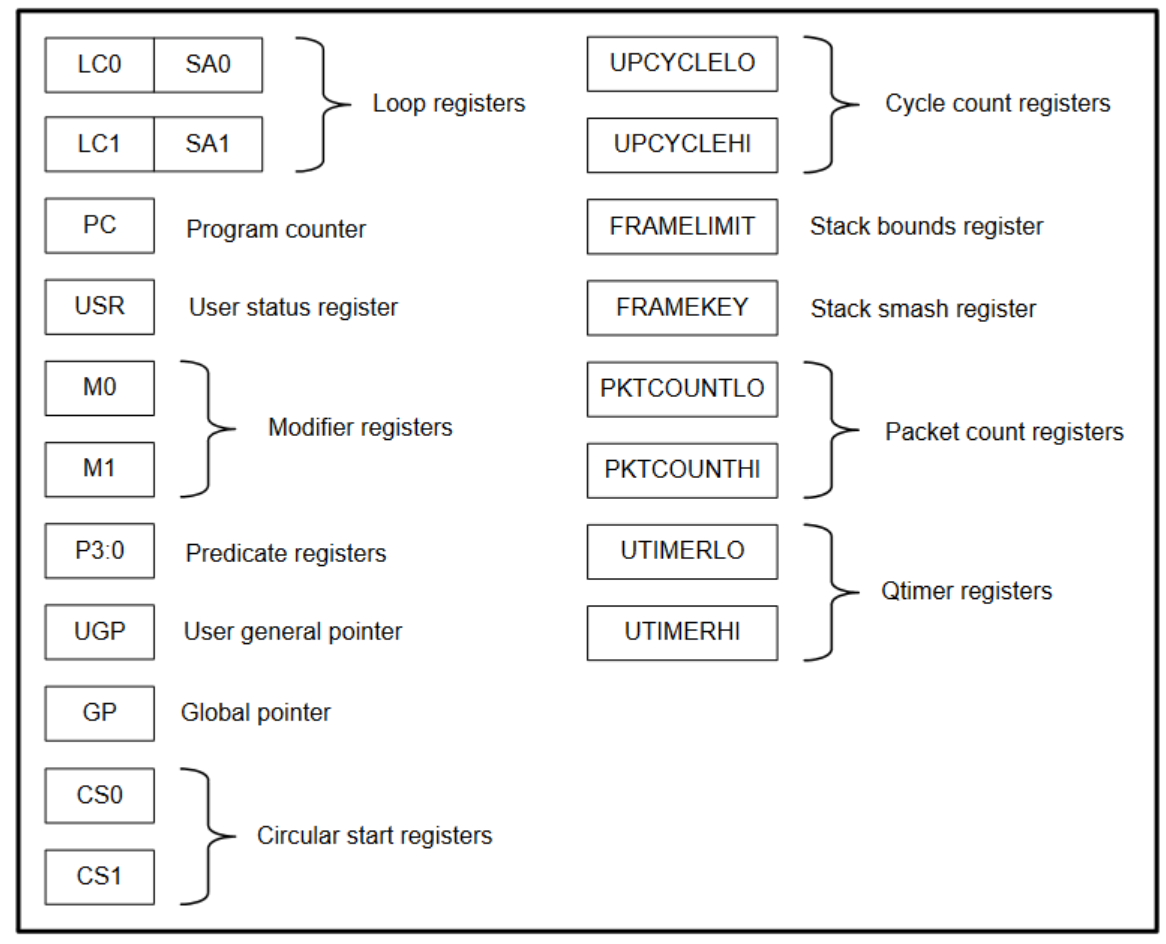 LC0 SA0
Loop registers
LC1 SA1
PC Program counter
USR User status register
M0
Modifier registers
M1
P3:0 Predicate registers
UGP User general pointer
GP Global pointer
CS0
Circular start registers
CS1
UPCYCLELO
Cycle count registers
UPCYCLEHI
FRAMELIMIT Stack bounds register
FRAMEKEY Stack smash register
PKTCOUNTLO
Packet count registers
PKTCOUNTHI
UTIMERLO
Qtimer registers
UTIMERHI